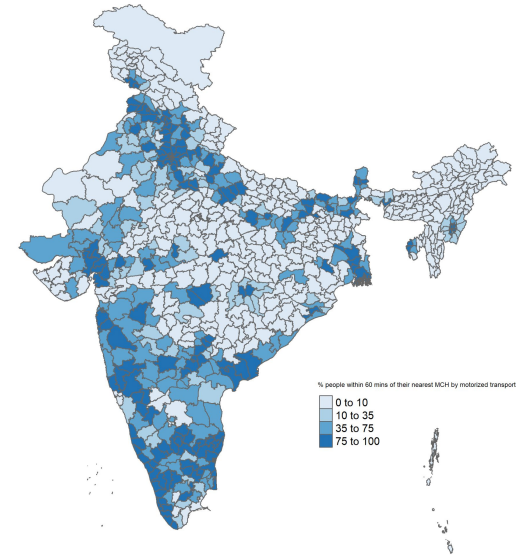 % people within 60 mins of their nearest MCH by motorized transport
0 to 10
10 to 35
35 to 75
75 to 100